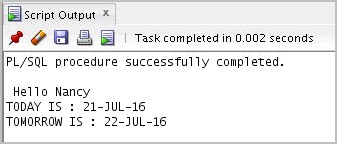 Script Output x
Task completed in 0.002 seconds
PL/SQL procedure successfully completed.
Hello Nancy
TODAY IS : 21-JUL-16
TOMORROW IS : 22-JUL-16